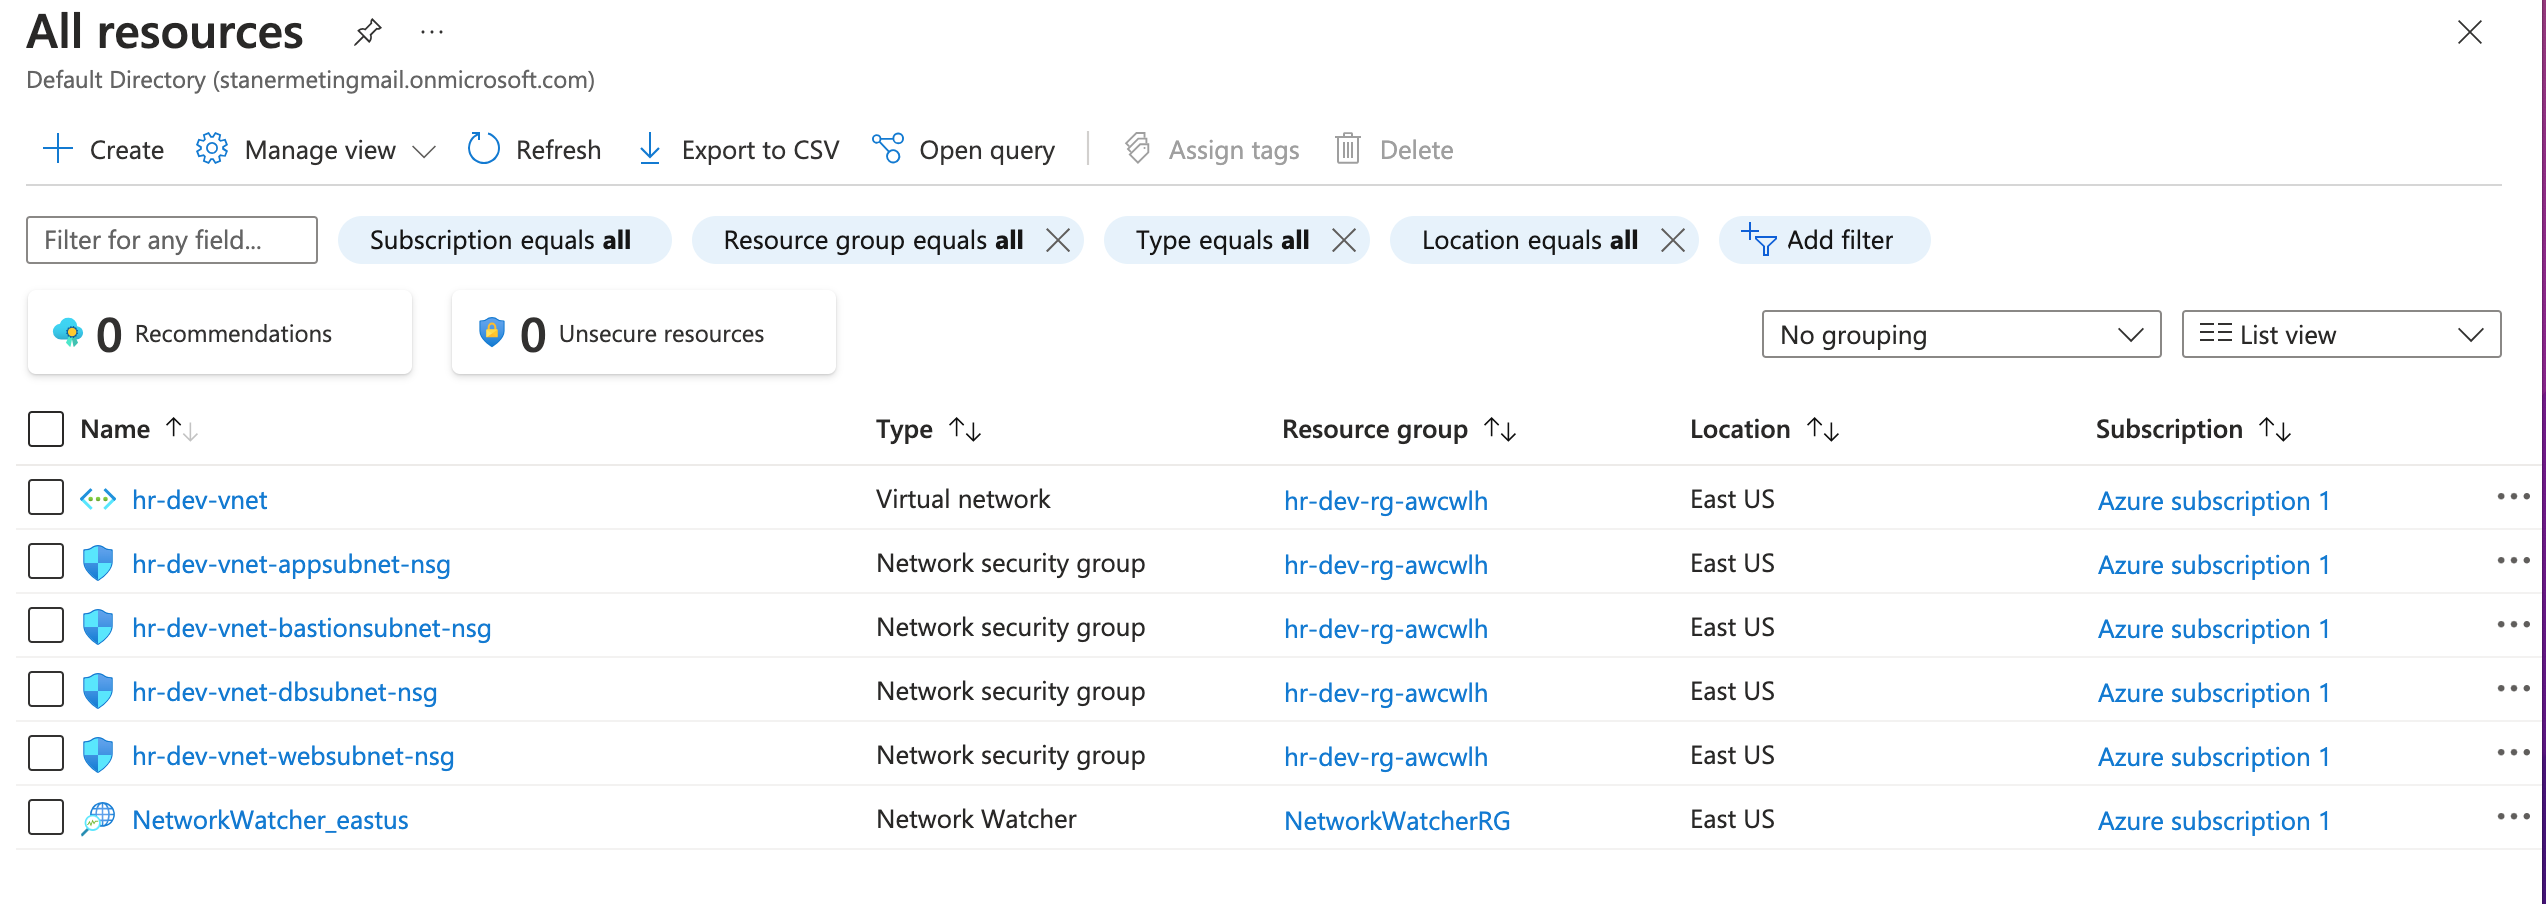 All resources
Default Directory (stanermetingmail.onmicrosoft.com)
Create Manage view Refresh Export to CSV Open query Assign tags Delete
Filter for any field... Subscription equals all Resource group equals all Type equals all Location equals all Add filter
0 Recommendations 0 Unsecure resources No grouping List view
Name Type Resource group Location Subscription
hr-dev-vnet Virtual network hr-dev-rg-awcwlh East US Azure subscription 1
hr-dev-vnet-appsubnet-nsg Network security group hr-dev-rg-awcwlh East US Azure subscription 1
hr-dev-vnet-bastionsubnet-nsg Network security group hr-dev-rg-awcwlh East US Azure subscription 1
hr-dev-vnet-dbsubnet-nsg Network security group hr-dev-rg-awcwlh East US Azure subscription 1
hr-dev-vnet-websubnet-nsg Network security group hr-dev-rg-awcwlh East US Azure subscription 1
NetworkWatcher_eastus Network Watcher NetworkWatcherRG East US Azure subscription 1